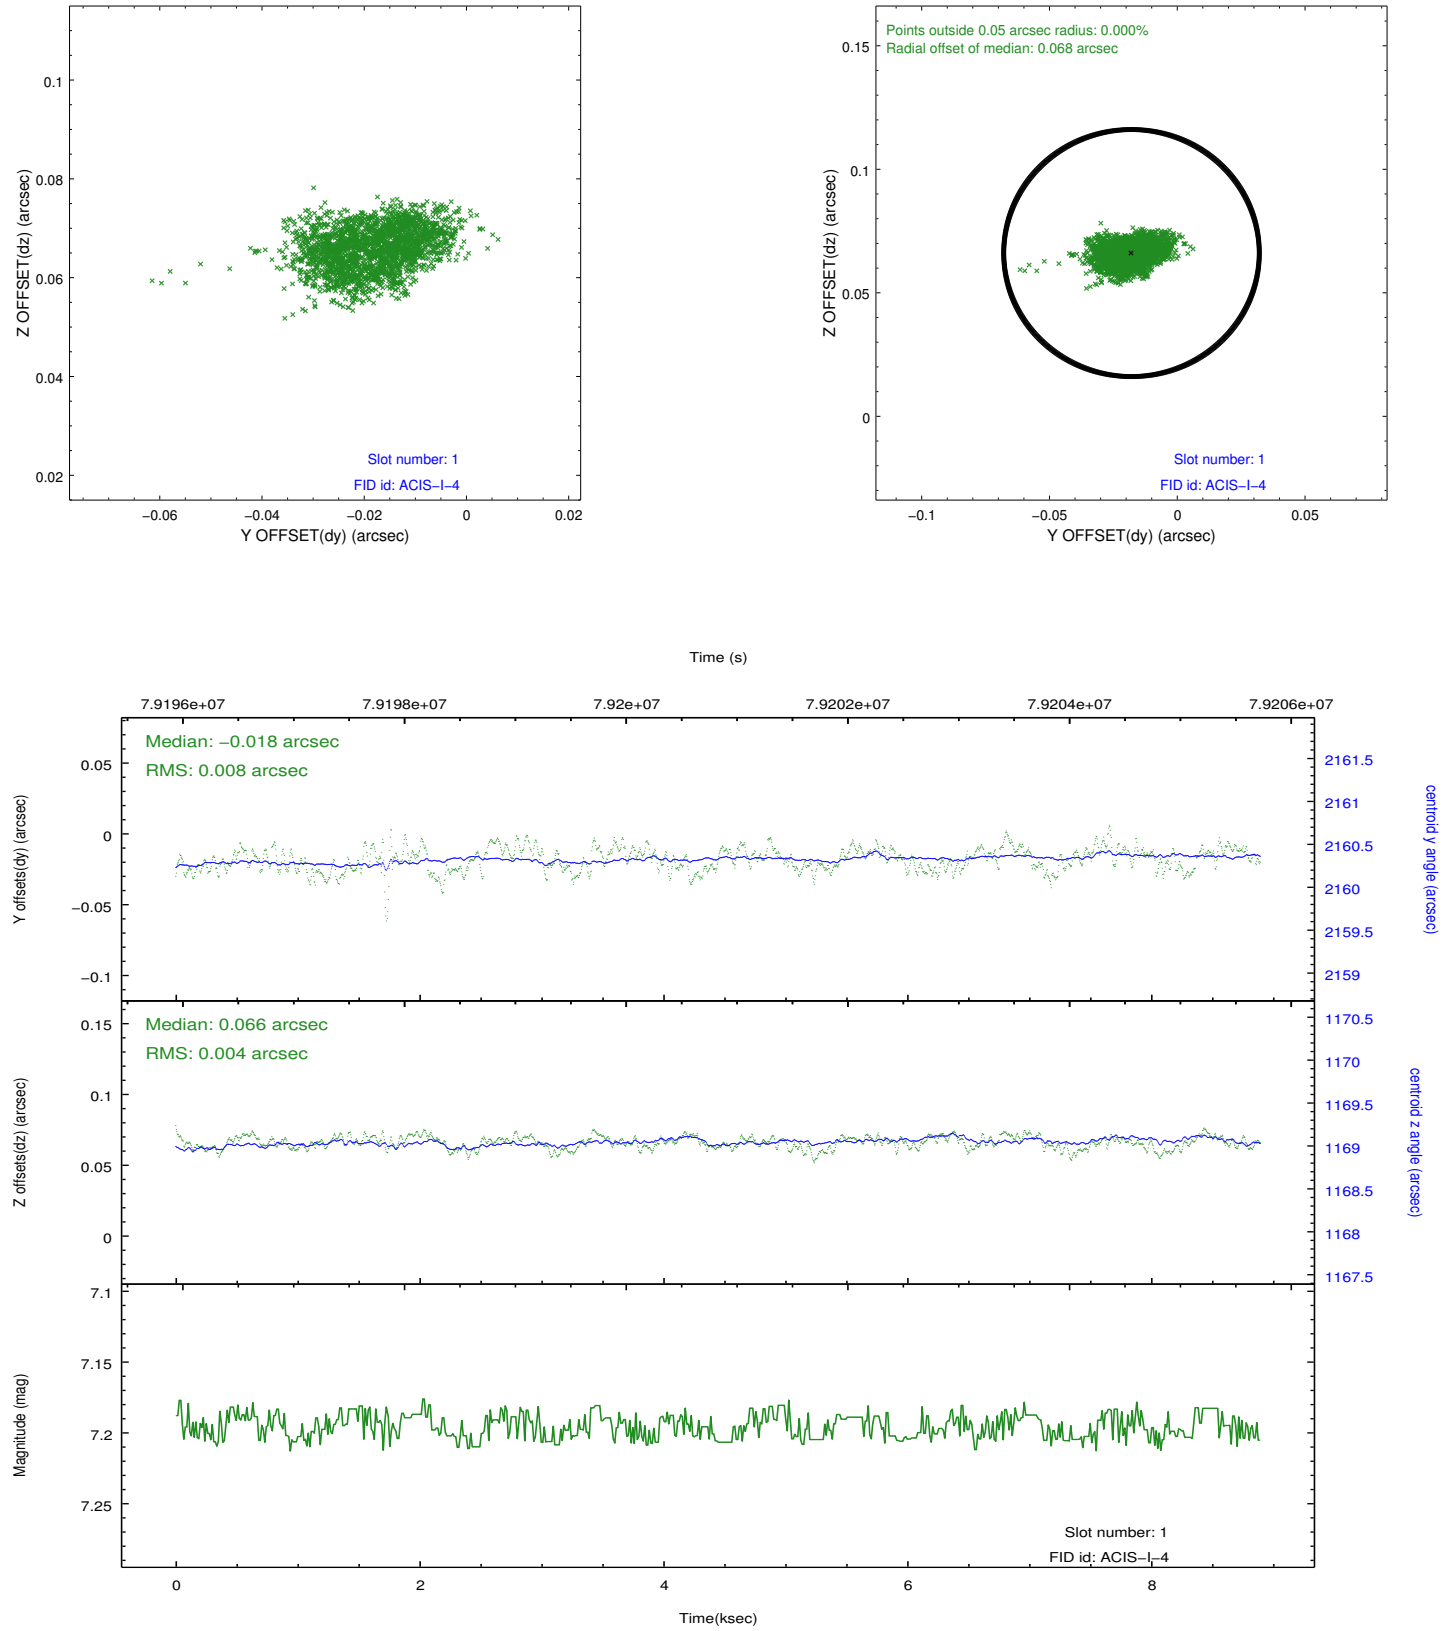 0.1
0.08
0.06
0.04
0.02
Z OFFSET(dz) (arcsec)
Slot number: 1
FID id: ACIS−I−4
−0.06 −0.04 −0.02 0 0.02
Y OFFSET(dy) (arcsec)
Points outside 0.05 arcsec radius: 0.000%
Radial offset of median: 0.068 arcsec
0.15
0.1
0.05
0
Z OFFSET(dz) (arcsec)
Slot number: 1
FID id: ACIS−I−4
−0.1 −0.05 0 0.05
Y OFFSET(dy) (arcsec)
Time (s)
7.9196e+07 7.9198e+07 7.92e+07 7.9202e+07 7.9204e+07 7.9206e+07
Median: −0.018 arcsec
RMS: 0.008 arcsec
0.05
0
−0.05
−0.1
Y offsets(dy) (arcsec)
2161.5
2161
2160.5
2160
2159.5
2159
centroid y angle (arcsec)
Median: 0.066 arcsec
RMS: 0.004 arcsec
0.15
0.1
0.05
0
Z offsets(dz) (arcsec)
1170.5
1170
1169.5
1169
1168.5
1168
1167.5
centroid z angle (arcsec)
7.1
7.15
7.2
7.25
Magnitude (mag)
Slot number: 1
FID id: ACIS−I−4
0 2 4 6 8
Time(ksec)